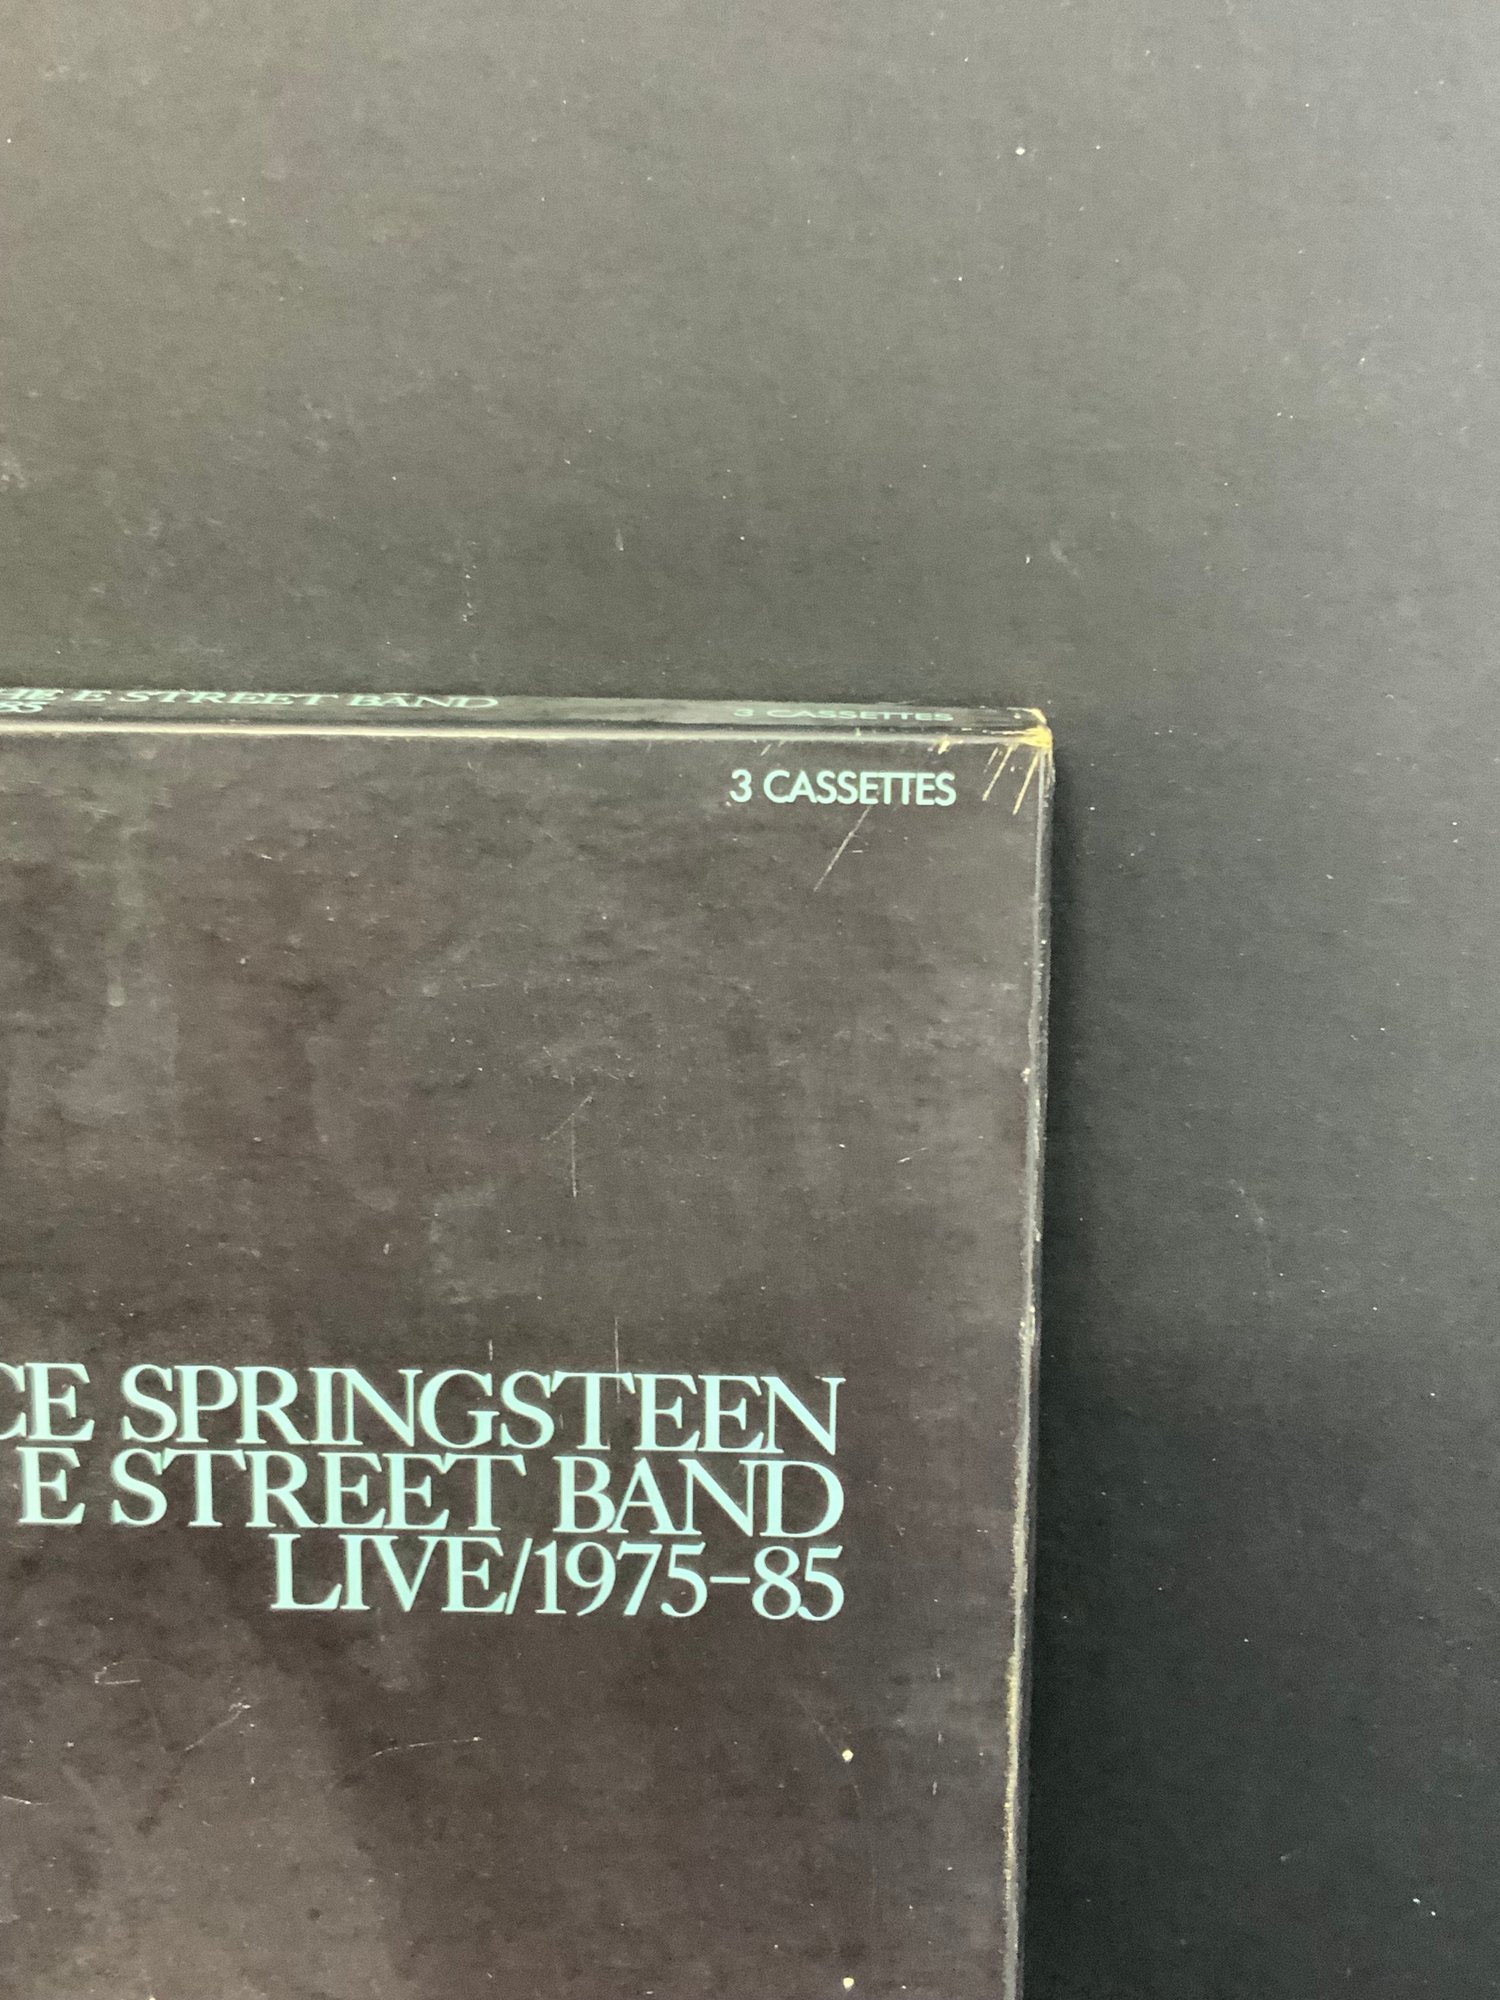 E STREET BAND
3 CASSETTES
3 CASSETTES
CE SPRINGSTEEN
E STREET BAND
LIVE/1975–85